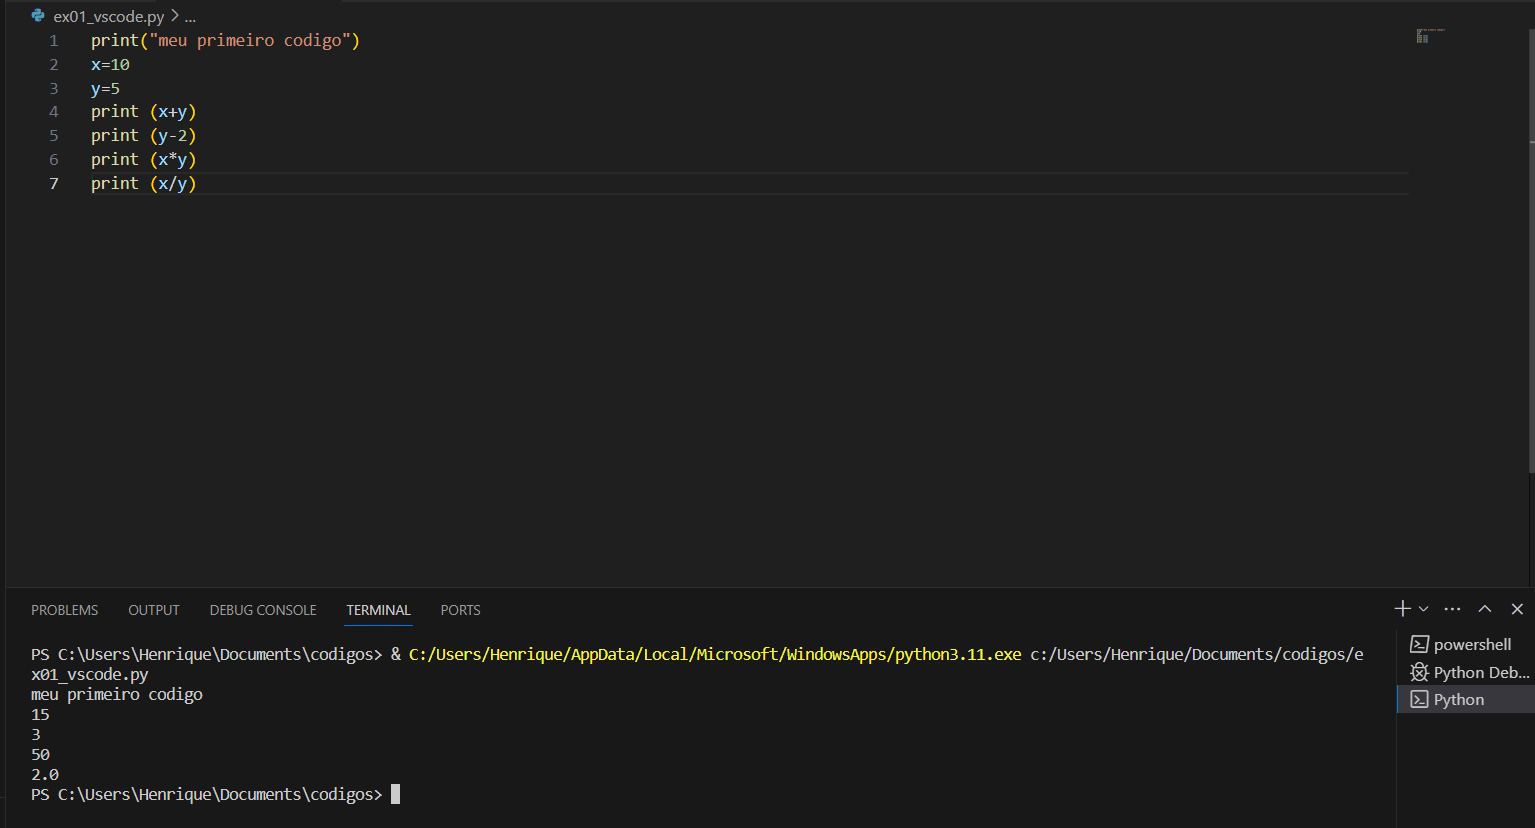 ex01_vscode.py > ...
1 print("meu primeiro codigo")
2 x=10
3 y=5
4 print (x+y)
5 print (y-2)
6 print (x*y)
7 print (x/y)
PROBLEMS OUTPUT DEBUG CONSOLE TERMINAL PORTS
PS C:\Users\Henrique\Documents\codigos> & C:/Users/Henrique/AppData/Local/Microsoft/WindowsApps/python3.11.exe c:/Users/Henrique/Documents/codigos/e
x01_vscode.py
meu primeiro codigo
15
3
50
2.0
PS C:\Users\Henrique\Documents\codigos>
powershell
Python Deb...
Python